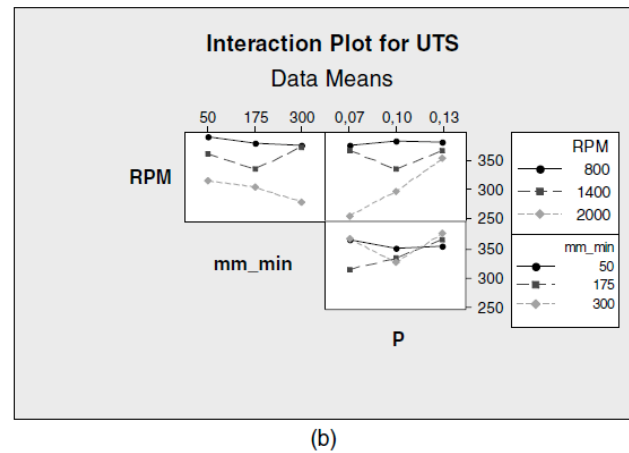 Interaction Plot for UTS
Data Means
50 175 300 0,07 0,10 0,13
RPM
350
300
250
RPM
800
1400
2000
mm_min
350
300
250
mm_min
50
175
300
P
(b)